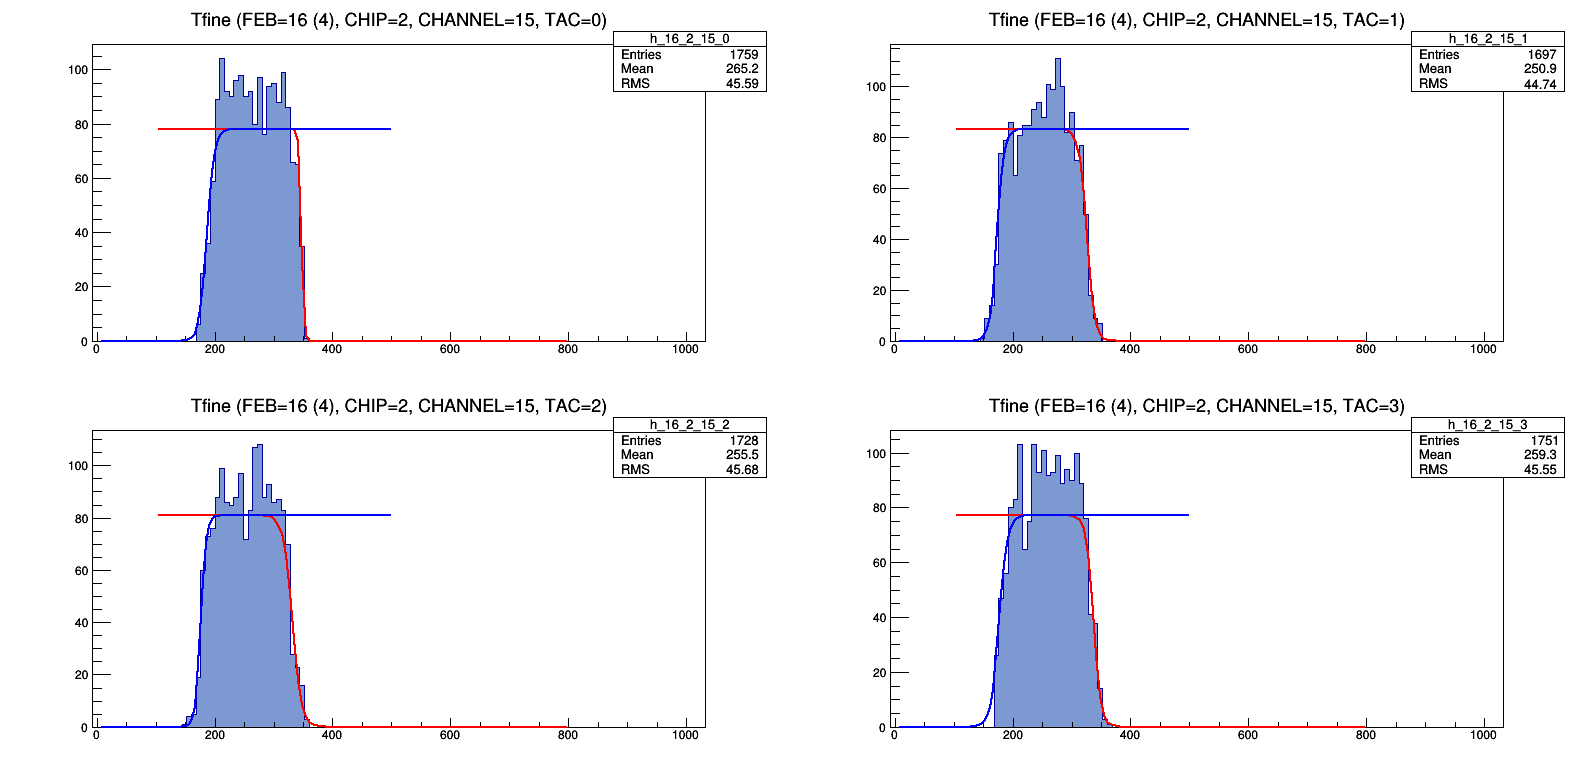 Tfine (FEB=16 (4), CHIP=2, CHANNEL=15, TAC=0)
h_16_2_15_0
Entries 1759
Mean 265.2
RMS 45.59
100
80
60
40
20
0
0 200 400 600 800 1000
Tfine (FEB=16 (4), CHIP=2, CHANNEL=15, TAC=1)
h_16_2_15_1
Entries 1697
Mean 250.9
RMS 44.74
100
80
60
40
20
0
0 200 400 600 800 1000
Tfine (FEB=16 (4), CHIP=2, CHANNEL=15, TAC=2)
h_16_2_15_2
Entries 1728
Mean 255.5
RMS 45.68
100
80
60
40
20
0
0 200 400 600 800 1000
Tfine (FEB=16 (4), CHIP=2, CHANNEL=15, TAC=3)
h_16_2_15_3
Entries 1751
Mean 259.3
RMS 45.55
100
80
60
40
20
0
0 200 400 600 800 1000